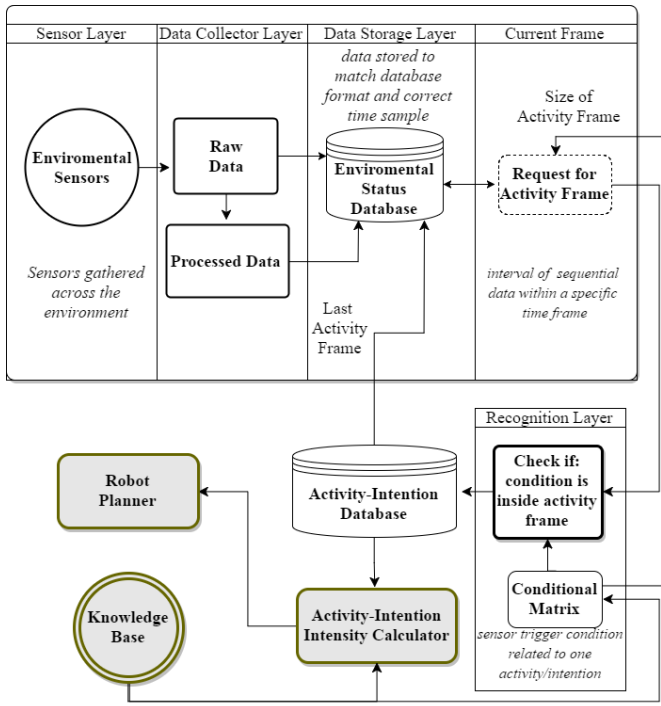 Sensor Layer
Data Collector Layer
Data Storage Layer
Current Frame
data stored to
match database
format and correct
time sample
Size of
Activity Frame
Enviromental
Sensors
Raw
Data
Enviromental
Status
Database
Request for
Activity Frame
Processed Data
Sensors gathered
across the
environment
interval of sequential
data within a specific
time frame
Last
Activity
Frame
Recognition Layer
Robot
Planner
Activity-Intention
Database
Check if:
condition is
inside activity
frame
Knowledge
Base
Activity-Intention
Intensity Calculator
Conditional
Matrix
sensor trigger condition
related to one
activity/intention